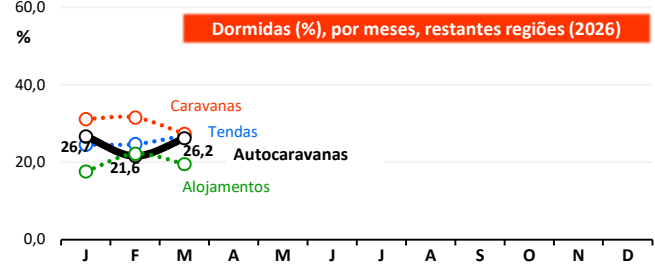 60,0
%
Dormidas (%), por meses, restantes regiões (2026)
40,0
Caravanas
Tendas
26,7
26,2
Autocaravanas
21,6
20,0
Alojamentos
0,0
J F M A M J J A S O N D